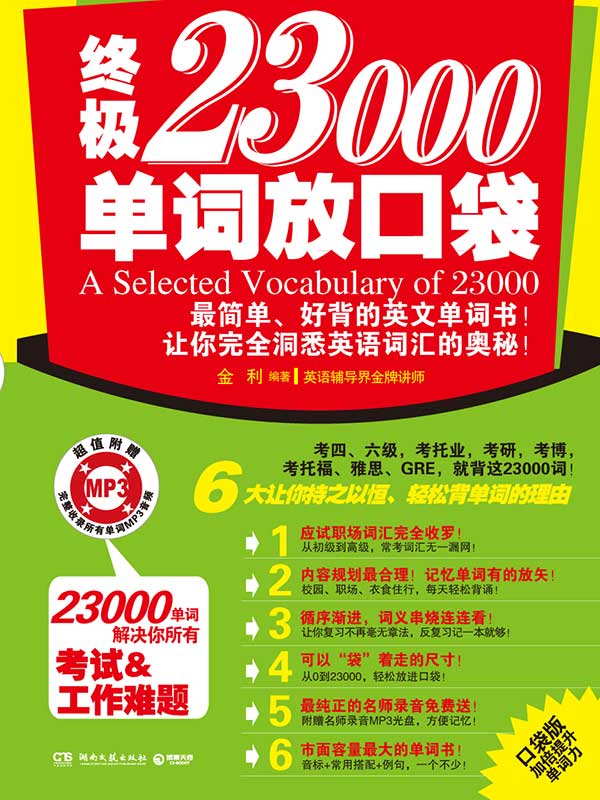 终极23000
单词放口袋
A Selected Vocabulary of 23000
最简单、好背的英文单词书！
让你完全洞悉英语词汇的奥秘！
金 利 编著 英语辅导界金牌讲师
超值附赠
MP3
完整收录所有单词MP3音频
考四、六级，考托业，考研，考博，
考托福、雅思、GRE，就背这23000词！
6大让你持之以恒、轻松背单词的理由
1 应试职场词汇完全收罗！
从初级到高级，常考词汇无一漏网！
2 内容规划最合理！记忆单词有的放矢！
校园、职场、衣食住行，每天轻松背诵！
3 循序渐进，词义串烧连连看！
让你复习不再毫无章法，反复习记一本就够！
4 可以“袋”着走的尺寸！
从0到23000，轻松放进口袋！
5 最纯正的名师录音免费送！
附赠名师录音MP3光盘，方便记忆！
6 市面容量最大的单词书！
音标+常用搭配+例句，一个不少！
23000单词
解决你所有
考试&
工作难题
口袋版
加倍提升
单词力
湖南文艺出版社
博集天卷
CS-BOOKY